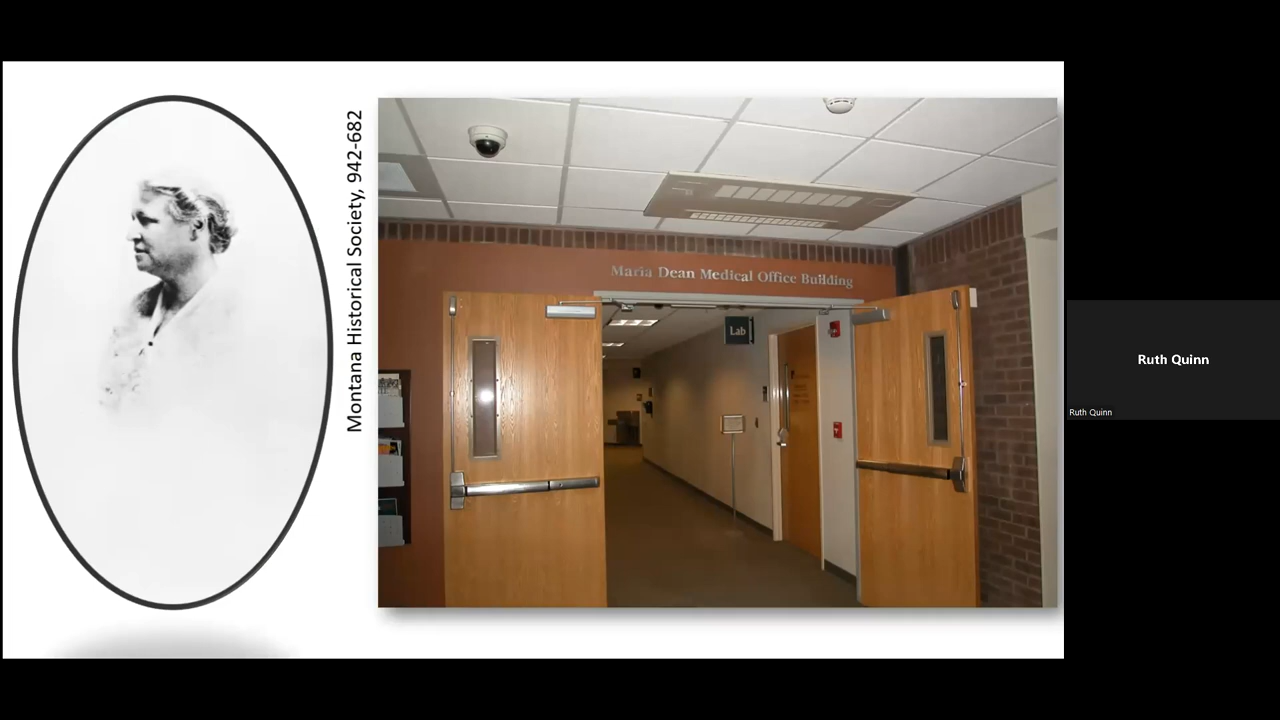 Montana Historical Society, 942-682
Maria Dean Medical Office Building
Lab
Ruth Quinn
Ruth Quinn